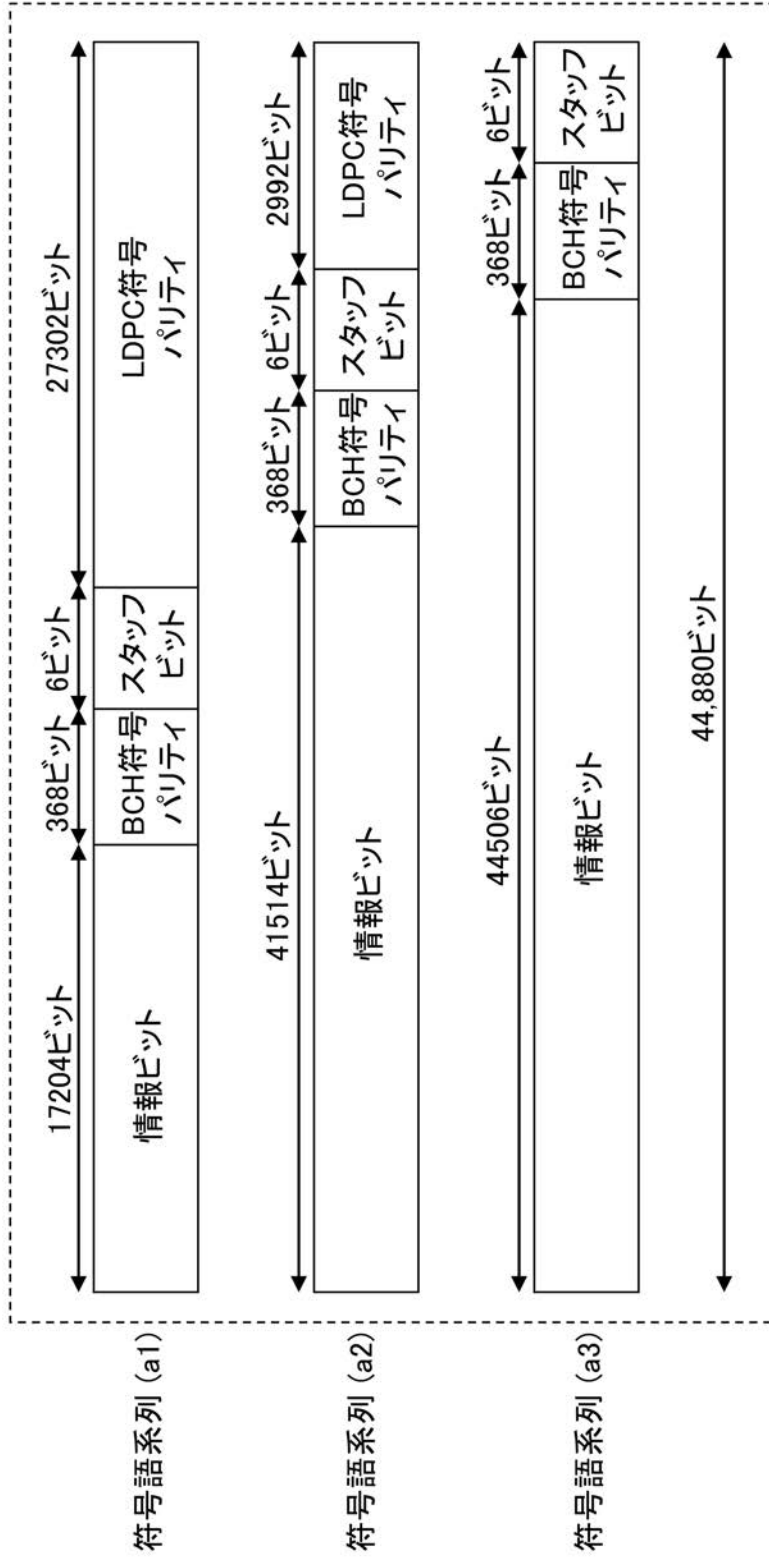 符号語系列 (a1)
17204ビット
368ビット
6ビット
27302ビット
情報ビット
BCH符号
パリティ
スタッフ
ビット
LDPC符号
パリティ
符号語系列 (a2)
41514ビット
368ビット
6ビット
2992ビット
情報ビット
BCH符号
パリティ
スタッフ
ビット
LDPC符号
パリティ
符号語系列 (a3)
44506ビット
368ビット
6ビット
情報ビット
BCH符号
パリティ
スタッフ
ビット
44,880ビット